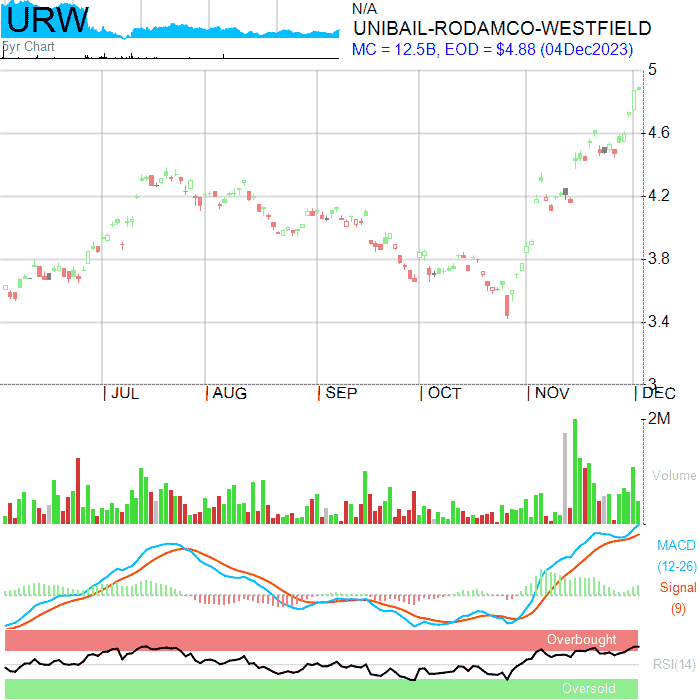 URW
5yr Chart
N/A
UNIBAIL-RODAMCO-WESTFIELD
MC = 12.5B, EOD = $4.88 (04Dec2023)
5
4.6
4.2
3.8
3.4
3
JUL AUG SEP OCT NOV DEC
2M
Volume
MACD
(12-26)
Signal
(9)
Overbought
RSI(14)
Oversold